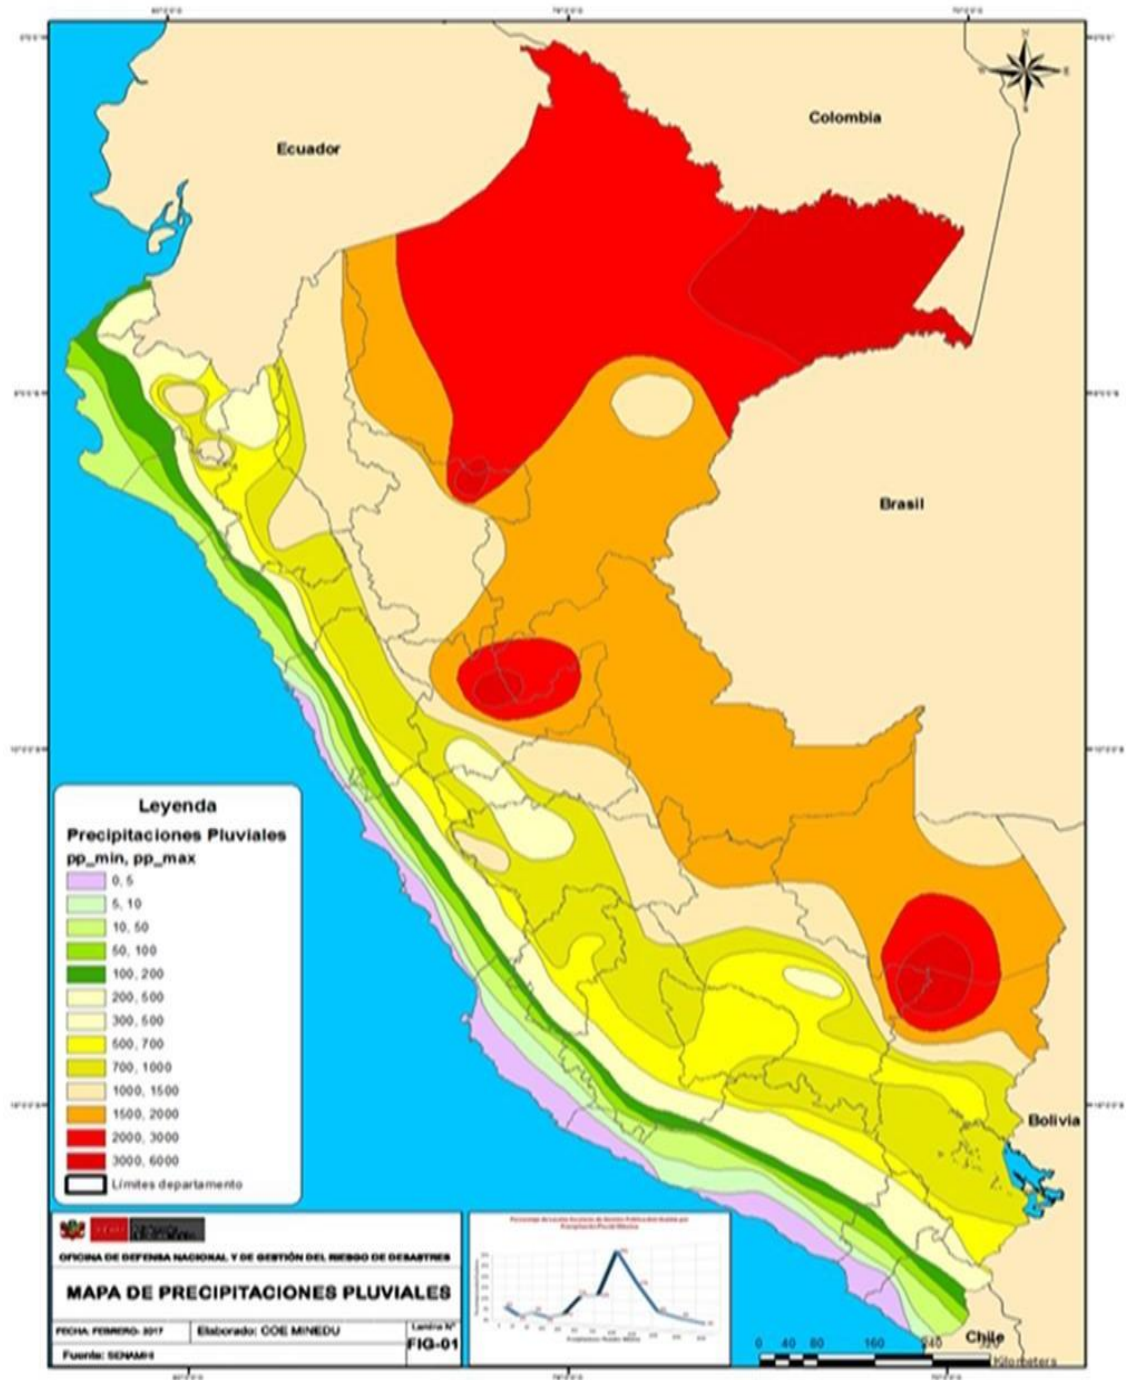 N
E
Colombia
Ecuador
Brasil
Leyenda
Precipitaciones Pluviales
pp_min, pp_max
0, 5
5, 10
10, 50
50, 100
100, 200
200, 500
300, 500
500, 700
700, 1000
1000, 1500
1500, 2000
2000, 3000
3000, 6000
Límites departamento
Bolivia
OFICINA DE DEFENSA NACIONAL Y DE GESTIÓN DEL RIESGO DE DESASTRES
MAPA DE PRECIPITACIONES PLUVIALES
FECHA: FEBRERO- 2017
Elaborado: COE MINEDU
Lamina N°
FIG-01
Fuente: SENAMHI
Chile
0 40 80 160 240 320
Kilometers